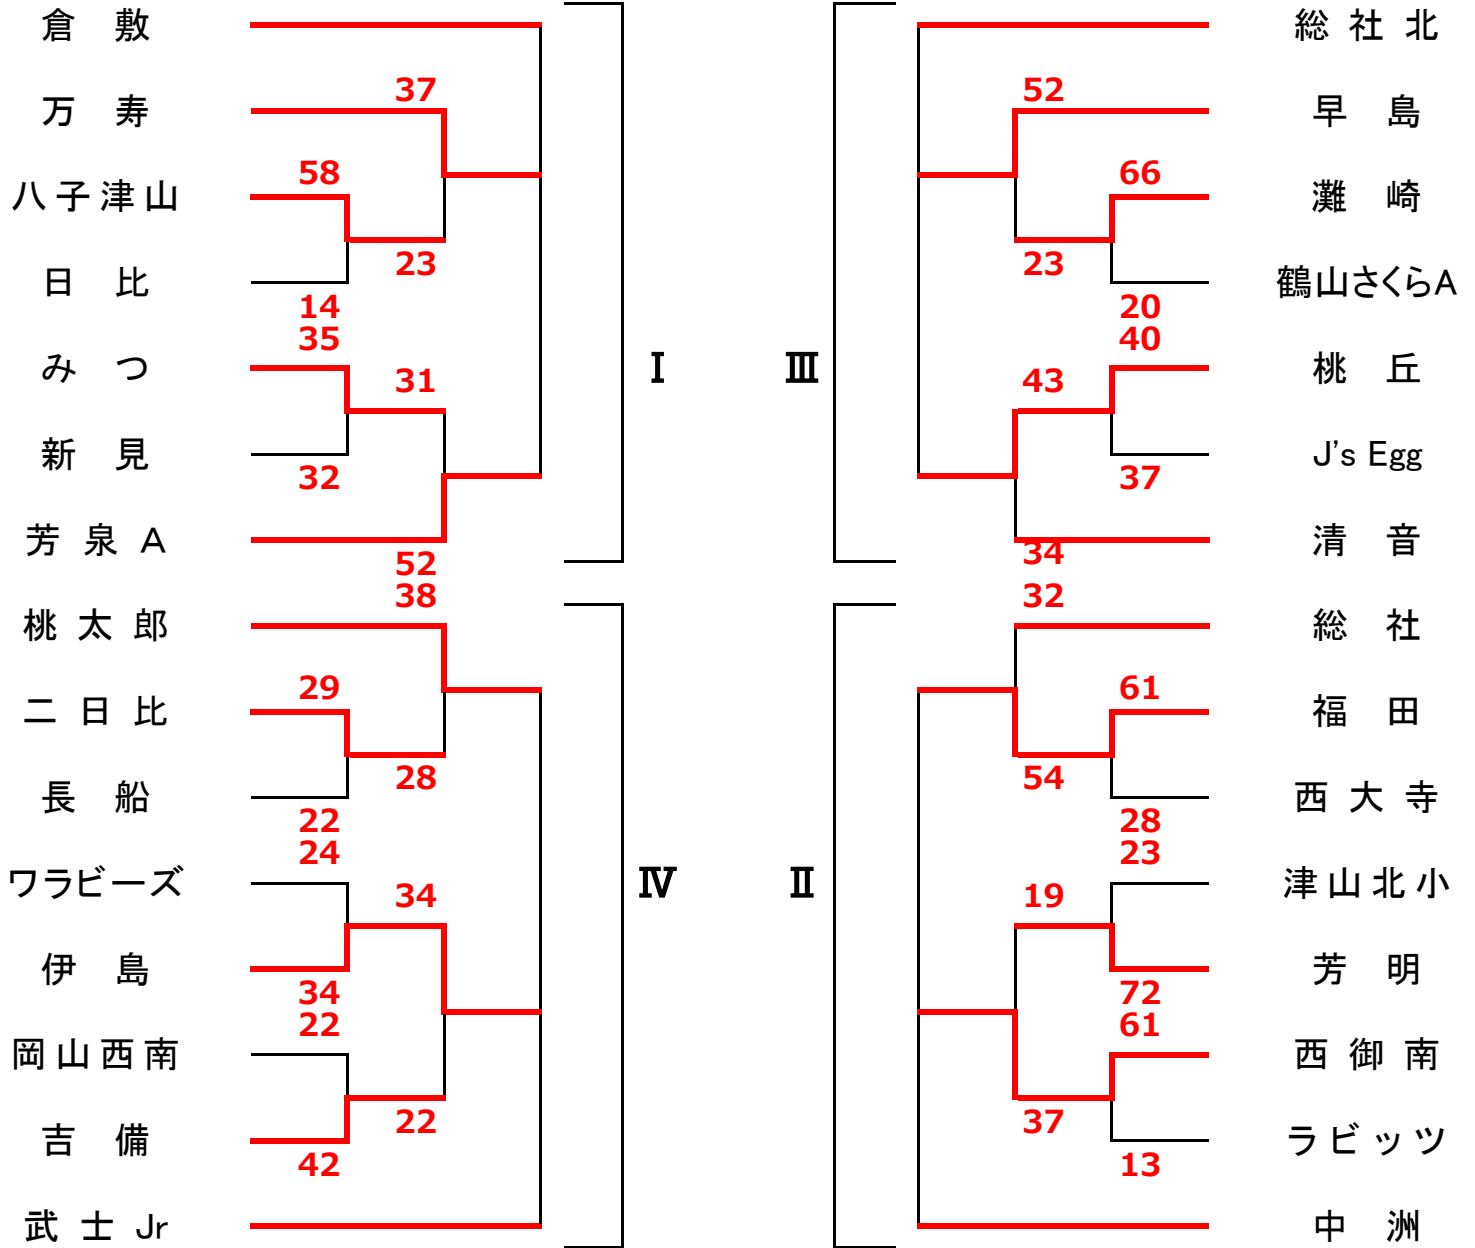 倉 敷
総 社 北
37
52
万 寿
早 島
58
66
八 子 津 山
灘 崎
23
23
日 比
鶴山さくらA
14
20
35
40
み つ
31
I
III
43
桃 丘
新 見
J's Egg
32
37
芳 泉 A
清 音
52
34
38
32
桃 太 郎
総 社
29
61
二 日 比
福 田
28
54
長 船
西 大 寺
22
28
24
23
ワラビーズ
34
IV
II
19
津 山 北 小
伊 島
芳 明
34
72
22
61
岡 山 西 南
西 御 南
22
37
吉 備
ラ ビ ッ ツ
42
13
武 士 Jr
中 洲